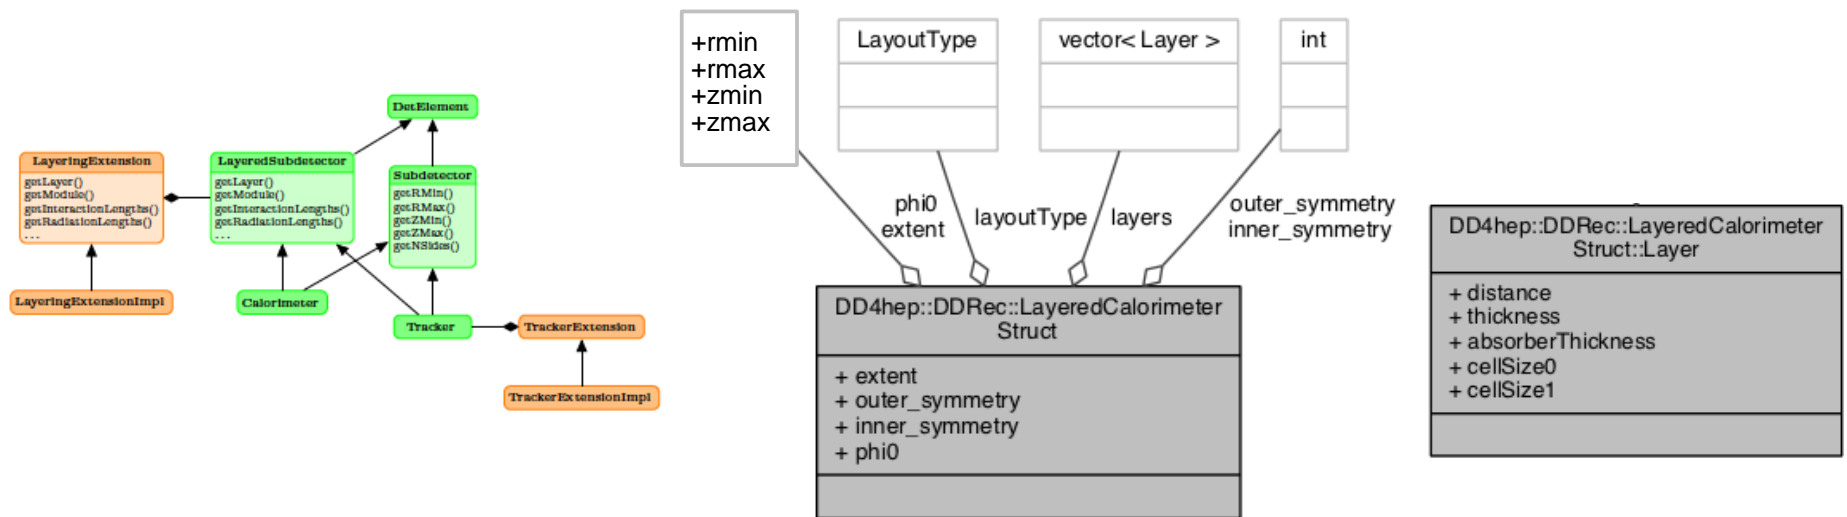 DetElement
LayeringExtension
getLayer()
getModule()
getInteractionLengths()
getRadiationLengths()
...
LayeredSubdetector
getLayer()
getModule()
getInteractionLengths()
getRadiationLengths()
...
Subdetector
getRMin()
getRMax()
getZMin()
getZMax()
getNSides()
LayeringExtensionImpl
Calorimeter
Tracker
TrackerExtension
TrackerExtensionImpl
+rmin
+rmax
+zmin
+zmax
LayoutType
vector< Layer >
int
phi0
extent
layoutType
layers
outer_symmetry
inner_symmetry
DD4hep::DDRec::LayeredCalorimeter
Struct
+ extent
+ outer_symmetry
+ inner_symmetry
+ phi0
DD4hep::DDRec::LayeredCalorimeter
Struct::Layer
+ distance
+ thickness
+ absorberThickness
+ cellSize0
+ cellSize1